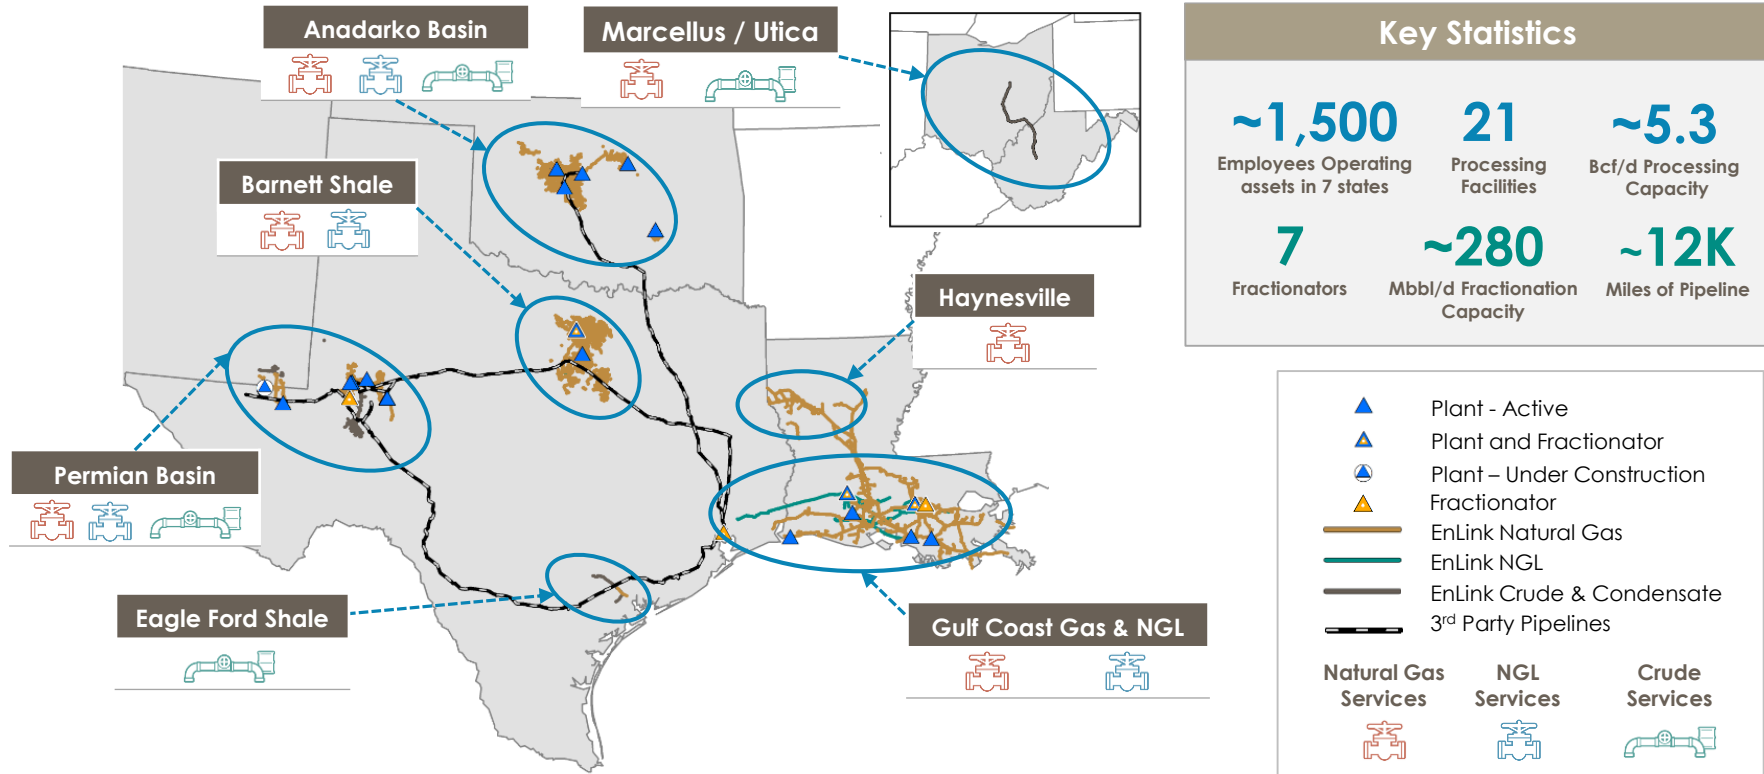 Anadarko Basin
Marcellus / Utica
Barnett Shale
Haynesville
Permian Basin
Eagle Ford Shale
Gulf Coast Gas & NGL
Key Statistics
~1,500
Employees Operating
assets in 7 states
21
Processing
Facilities
~5.3
Bcf/d Processing
Capacity
7
Fractionators
~280
Mbbl/d Fractionation
Capacity
~12K
Miles of Pipeline
Plant - Active
Plant and Fractionator
Plant – Under Construction
Fractionator
EnLink Natural Gas
EnLink NGL
EnLink Crude & Condensate
3rd Party Pipelines
Natural Gas
Services
NGL
Services
Crude
Services